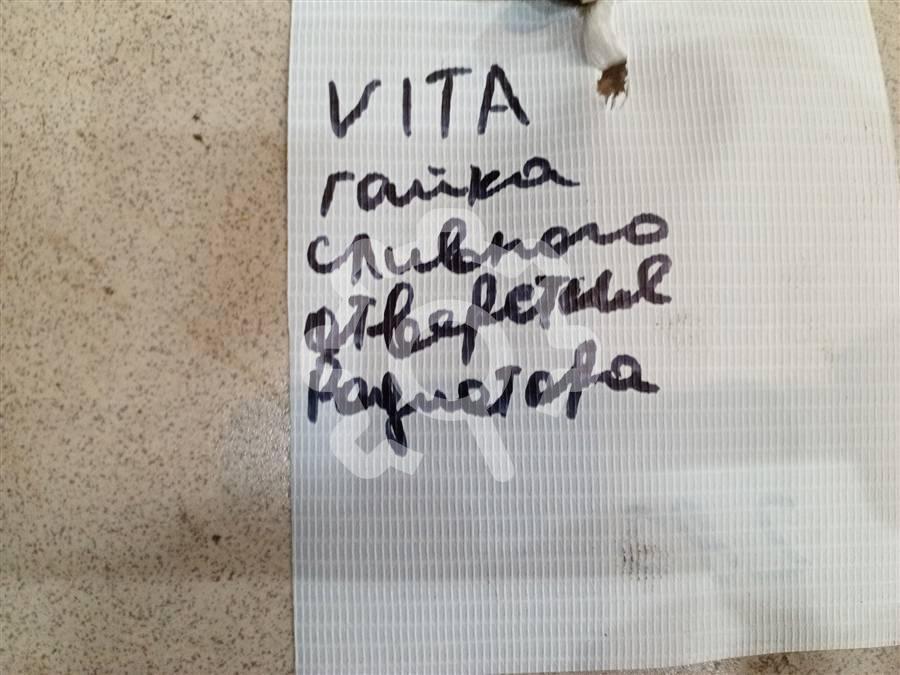 VITA
гайка
сливного
отверстия
радиатора